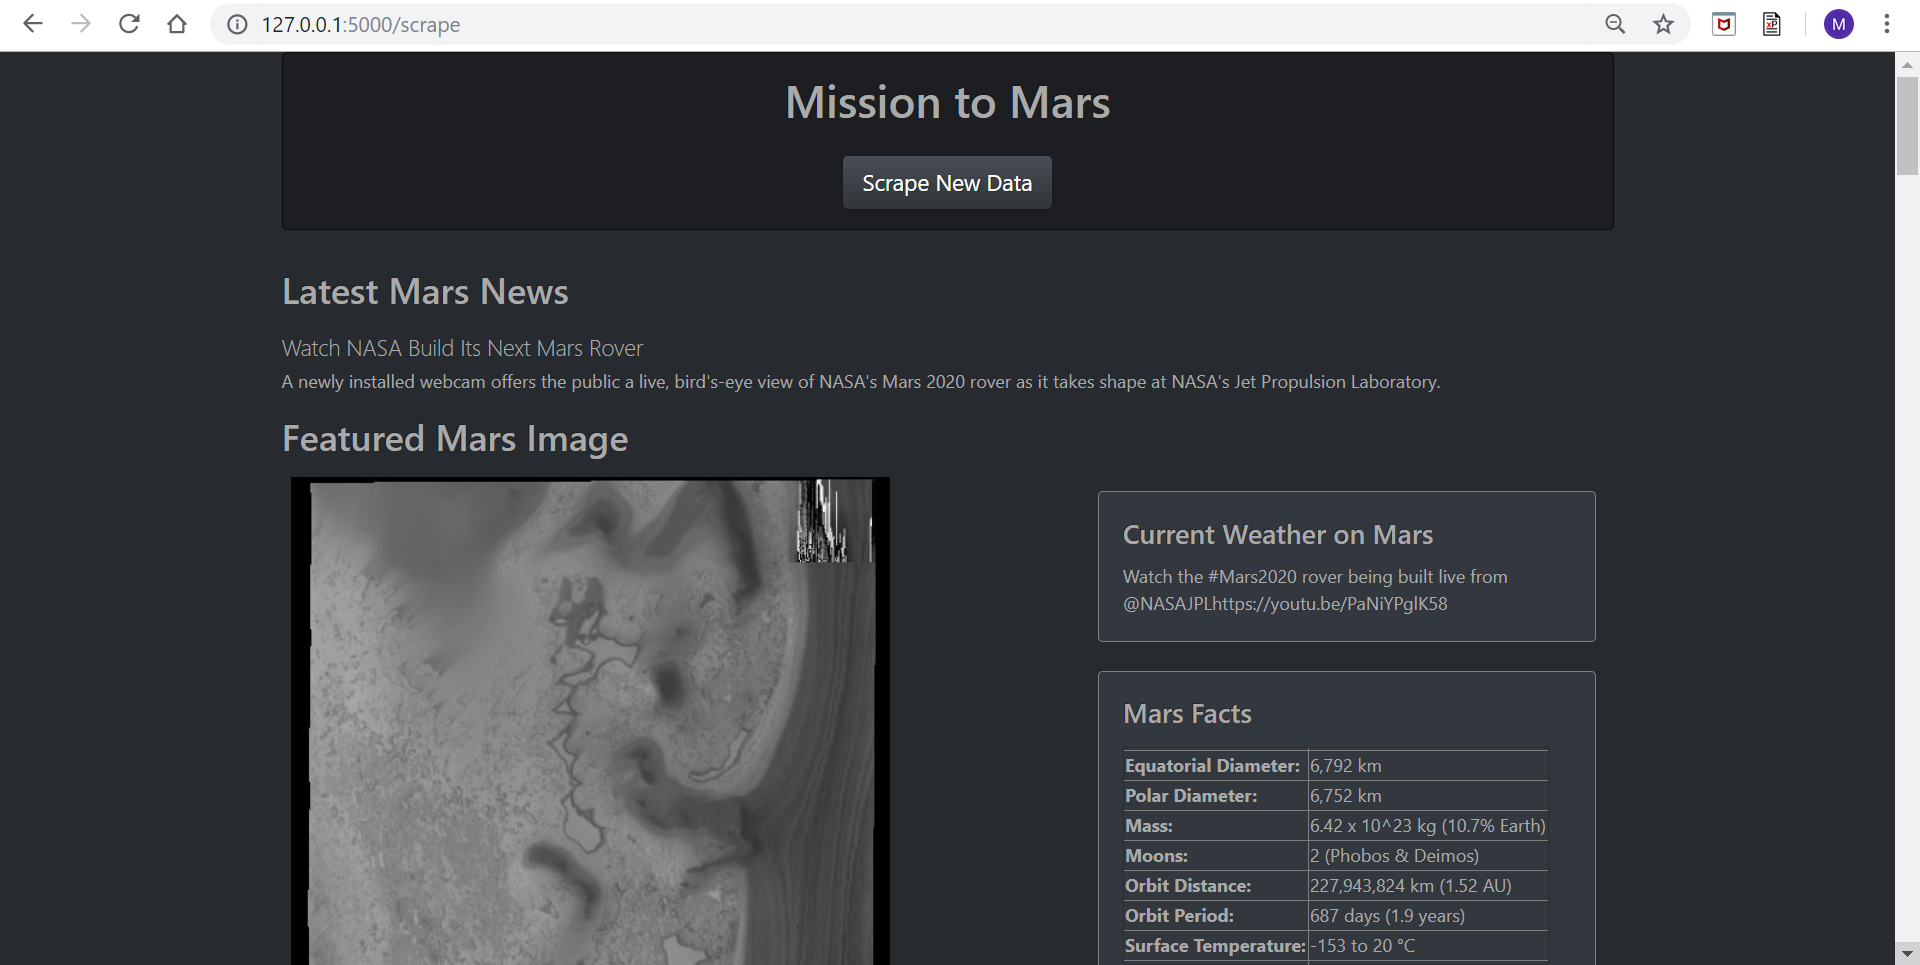 127.0.0.1:5000/scrape
M
Mission to Mars
Scrape New Data
Latest Mars News
Watch NASA Build Its Next Mars Rover
A newly installed webcam offers the public a live, bird's-eye view of NASA's Mars 2020 rover as it takes shape at NASA's Jet Propulsion Laboratory.
Featured Mars Image
Current Weather on Mars
Watch the #Mars2020 rover being built live from
@NASAJPLhttps://youtu.be/PaNiYPglK58
Mars Facts
Equatorial Diameter: 6,792 km
Polar Diameter: 6,752 km
Mass: 6.42 x 10^23 kg (10.7% Earth)
Moons: 2 (Phobos & Deimos)
Orbit Distance: 227,943,824 km (1.52 AU)
Orbit Period: 687 days (1.9 years)
Surface Temperature: -153 to 20 °C